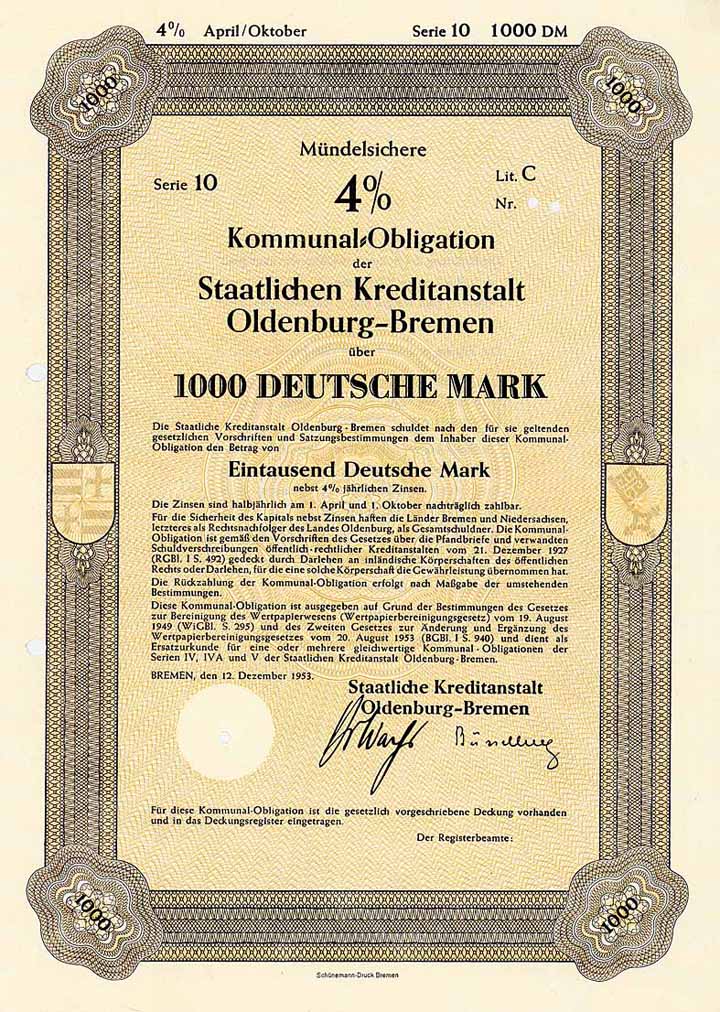 4% April/Oktober Serie 10 1000 DM
1000 1000
Mündelsichere
Serie 10 4% Lit. C
Nr.
Kommunal-Obligation
der
Staatlichen Kreditanstalt
Oldenburg-Bremen
über
1000 DEUTSCHE MARK
Die Staatliche Kreditanstalt Oldenburg-Bremen schuldet nach den für sie geltenden
gesetzlichen Vorschriften und Satzungsbestimmungen dem Inhaber dieser Kommunal-
Obligation den Betrag von
Eintausend Deutsche Mark
nebst 4% jährlichen Zinsen.
Die Zinsen sind halbjährlich am 1. April und 1. Oktober nachträglich zahlbar.
Für die Sicherheit des Kapitals nebst Zinsen haften die Länder Bremen und Niedersachsen,
letzteres als Rechtsnachfolger des Landes Oldenburg, als Gesamtschuldner. Die Kommunal-
Obligation ist gemäß den Vorschriften des Gesetzes über die Pfandbriefe und verwandten
Schuldverschreibungen öffentlich-rechtlicher Kreditanstalten vom 21. Dezember 1927
(RGBl. I S. 492) gedeckt durch Darlehen an inländische Körperschaften des öffentlichen
Rechts oder Darlehen, für die eine solche Körperschaft die Gewährleistung übernommen hat.
Die Rückzahlung der Kommunal-Obligation erfolgt nach Maßgabe der umstehenden
Bestimmungen.
Diese Kommunal-Obligation ist ausgegeben auf Grund der Bestimmungen des Gesetzes
zur Bereinigung des Wertpapierwesens (Wertpapierbereinigungsgesetz) vom 19. August
1949 (WiGBl. S. 295) und des Zweiten Gesetzes zur Änderung und Ergänzung des
Wertpapierbereinigungsgesetzes vom 20. August 1953 (BGBl. I S. 940) und dient als
Ersatzurkunde für eine oder mehrere gleichwertige Kommunal-Obligationen der
Serien IV, IVA und V der Staatlichen Kreditanstalt Oldenburg-Bremen.
BREMEN, den 12. Dezember 1953.
Staatliche Kreditanstalt
Oldenburg-Bremen
Für diese Kommunal-Obligation ist die gesetzlich vorgeschriebene Deckung vorhanden
und in das Deckungsregister eingetragen.
Der Registerbeamte:
1000 1000
Schünemann-Druck Bremen